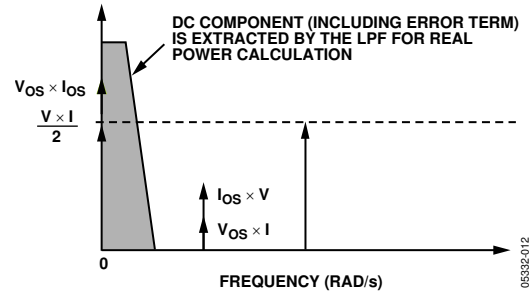 DC COMPONENT (INCLUDING ERROR TERM)
IS EXTRACTED BY THE LPF FOR REAL
POWER CALCULATION
VOS × IOS
V × I
2
IOS × V
VOS × I
0
FREQUENCY (RAD/s)
05332-012